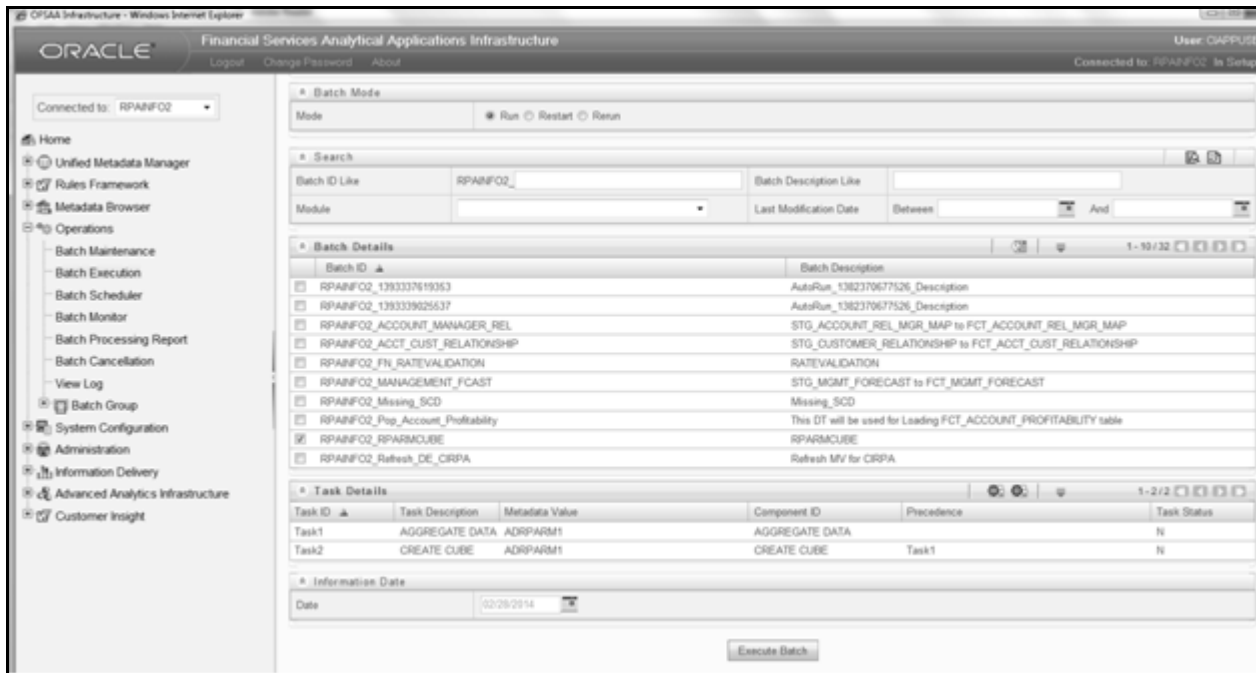 OFSAA Infrastructure - Windows Internet Explorer
ORACLE
Financial Services Analytical Applications Infrastructure
User: CIAPPUSE
Logout Change Password About
Connected to: RPAINFO2 In Setup
Connected to: RPAINFO2
Home
Unified Metadata Manager
Rules Framework
Metadata Browser
Operations
Batch Maintenance
Batch Execution
Batch Scheduler
Batch Monitor
Batch Processing Report
Batch Cancellation
View Log
Batch Group
System Configuration
Administration
Information Delivery
Advanced Analytics Infrastructure
Customer Insight
Batch Mode
Mode Run Restart Rerun
Search
Batch ID Like RPAINFO2_ Batch Description Like
Module Last Modification Date Between And
Batch Details 1 - 10 / 32
Batch ID Batch Description
RPAINFO2_1393337619353 AutoRun_1382370677526_Description
RPAINFO2_1393339025537 AutoRun_1382370677526_Description
RPAINFO2_ACCOUNT_MANAGER_REL STG_ACCOUNT_REL_MGR_MAP to FCT_ACCOUNT_REL_MGR_MAP
RPAINFO2_ACCT_CUST_RELATIONSHIP STG_CUSTOMER_RELATIONSHIP to FCT_ACCT_CUST_RELATIONSHIP
RPAINFO2_FN_RATEVALIDATION RATEVALIDATION
RPAINFO2_MANAGEMENT_FCAST STG_MGMT_FORECAST to FCT_MGMT_FORECAST
RPAINFO2_Missing_SCD Missing_SCD
RPAINFO2_Pop_Account_Profitability This DT will be used for Loading FCT_ACCOUNT_PROFITABILITY table
RPAINFO2_RPARMCUBE RPARMCUBE
RPAINFO2_Refresh_DE_CIRPA Refresh MV for CIRPA
Task Details 1 - 2 / 2
Task ID Task Description Metadata Value Component ID Precedence Task Status
Task1 AGGREGATE DATA ADRPARM1 AGGREGATE DATA N
Task2 CREATE CUBE ADRPARM1 CREATE CUBE Task1 N
Information Date
Date 02/28/2014
Execute Batch